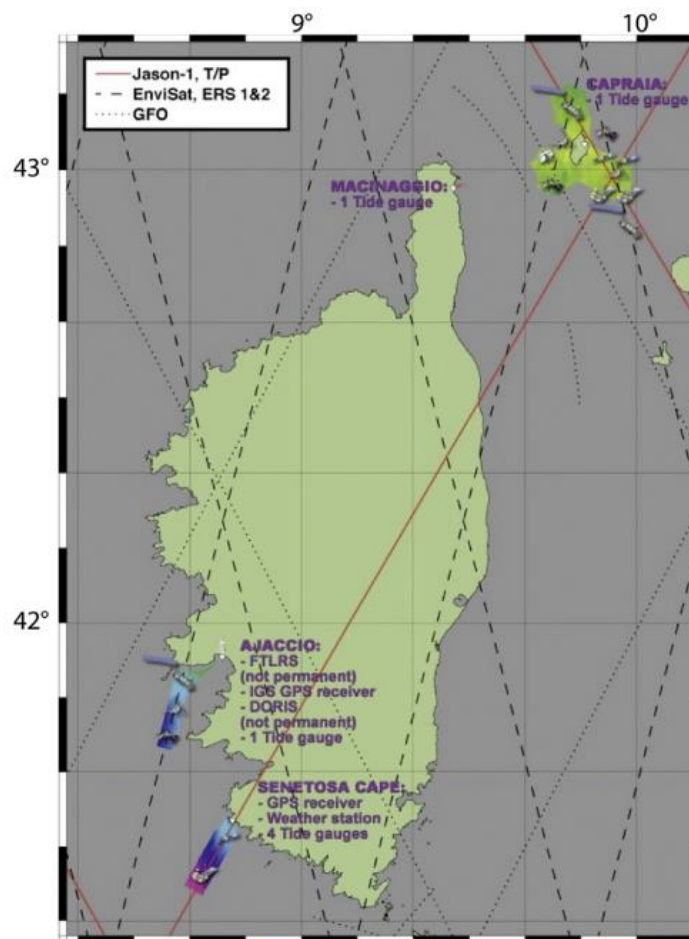 9°
10°
Jason-1, T/P
EnviSat, ERS 1&2
GFO
CAPRAIA:
- 1 Tide gauge
43°
MACINAGGIO:
- 1 Tide gauge
42°
AJACCIO:
- FTLRS
(not permanent)
- IGS GPS receiver
- DORIS
(not permanent)
- 1 Tide gauge
SENETOSA CAPE:
- GPS receiver
- Weather station
- 4 Tide gauges